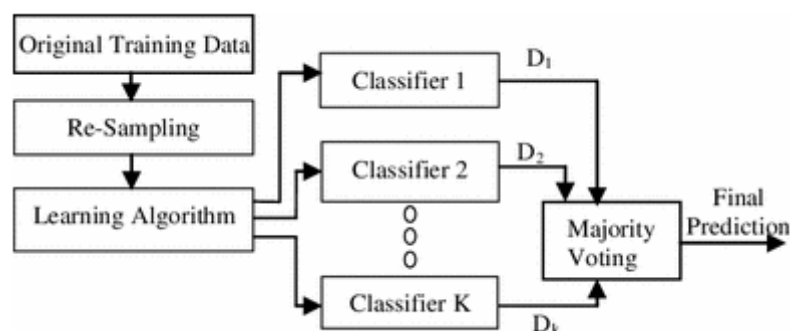 Original Training Data
Re-Sampling
Learning Algorithm
Classifier 1
Classifier 2
Classifier K
D1
D2
Dk
Majority
Voting
Final
Prediction